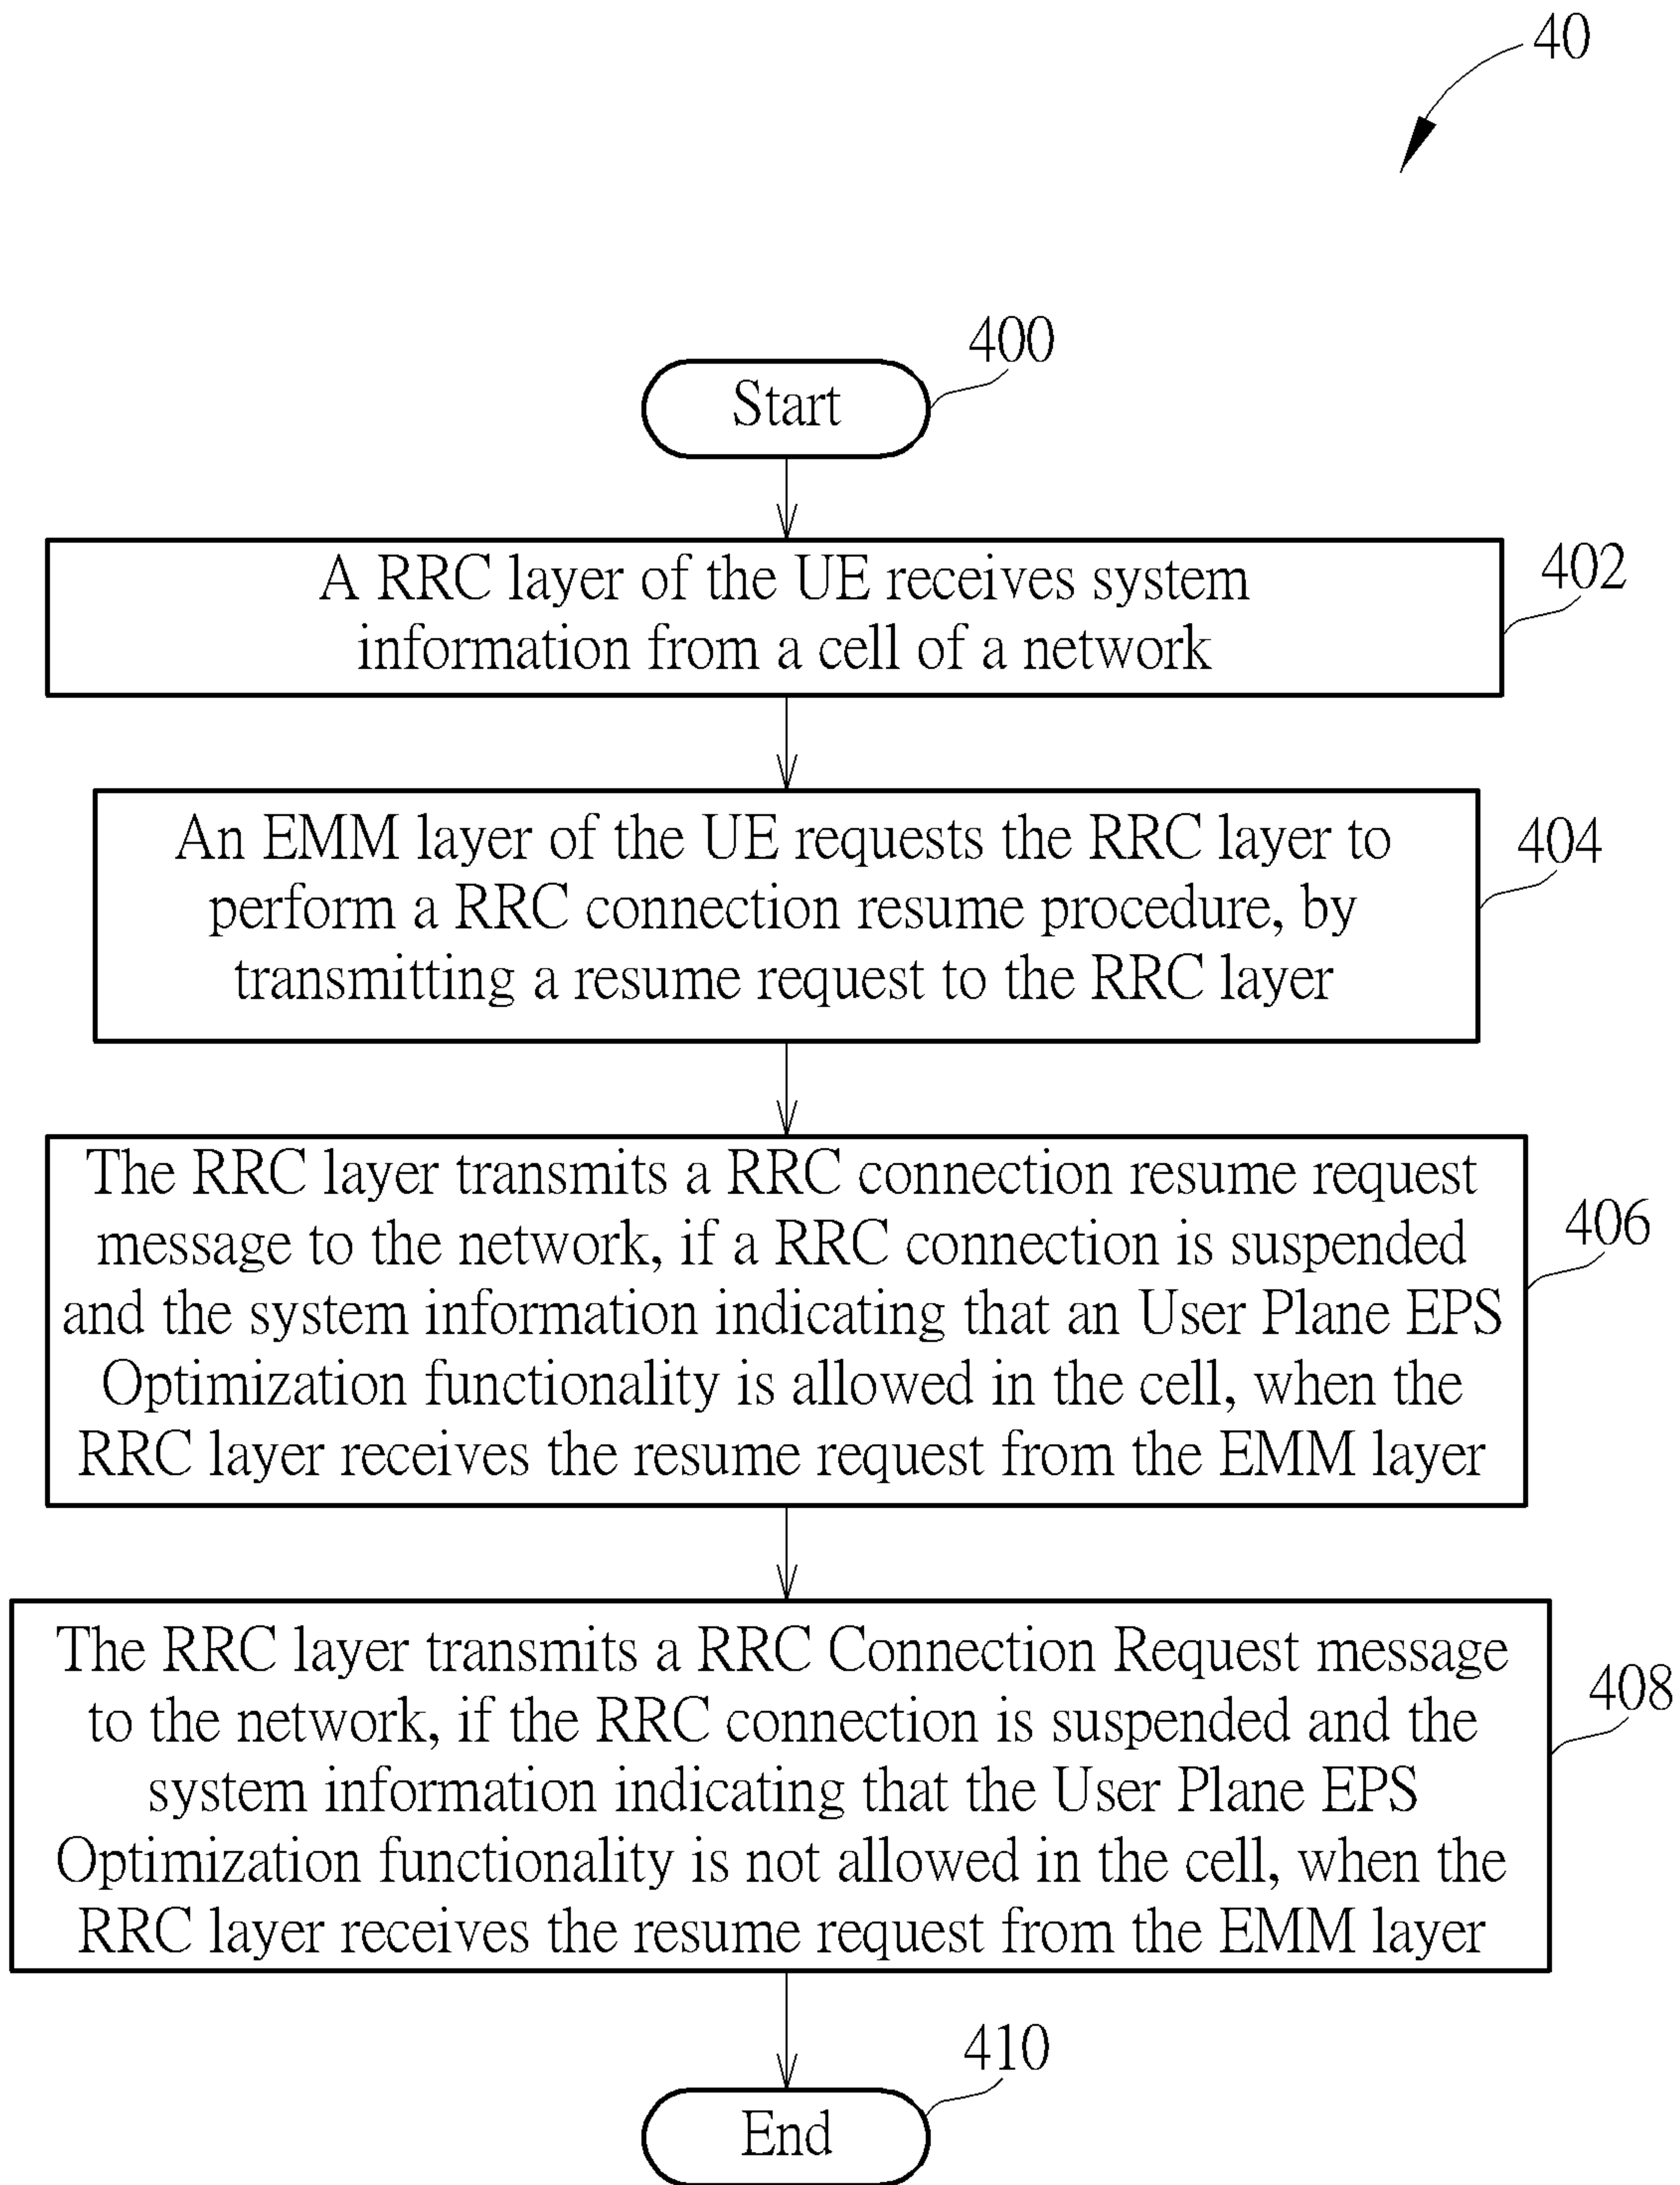 40
400
Start
402
A RRC layer of the UE receives system
information from a cell of a network
404
An EMM layer of the UE requests the RRC layer to
perform a RRC connection resume procedure, by
transmitting a resume request to the RRC layer
406
The RRC layer transmits a RRC connection resume request
message to the network, if a RRC connection is suspended
and the system information indicating that an User Plane EPS
Optimization functionality is allowed in the cell, when the
RRC layer receives the resume request from the EMM layer
408
The RRC layer transmits a RRC Connection Request message
to the network, if the RRC connection is suspended and the
system information indicating that the User Plane EPS
Optimization functionality is not allowed in the cell, when the
RRC layer receives the resume request from the EMM layer
410
End